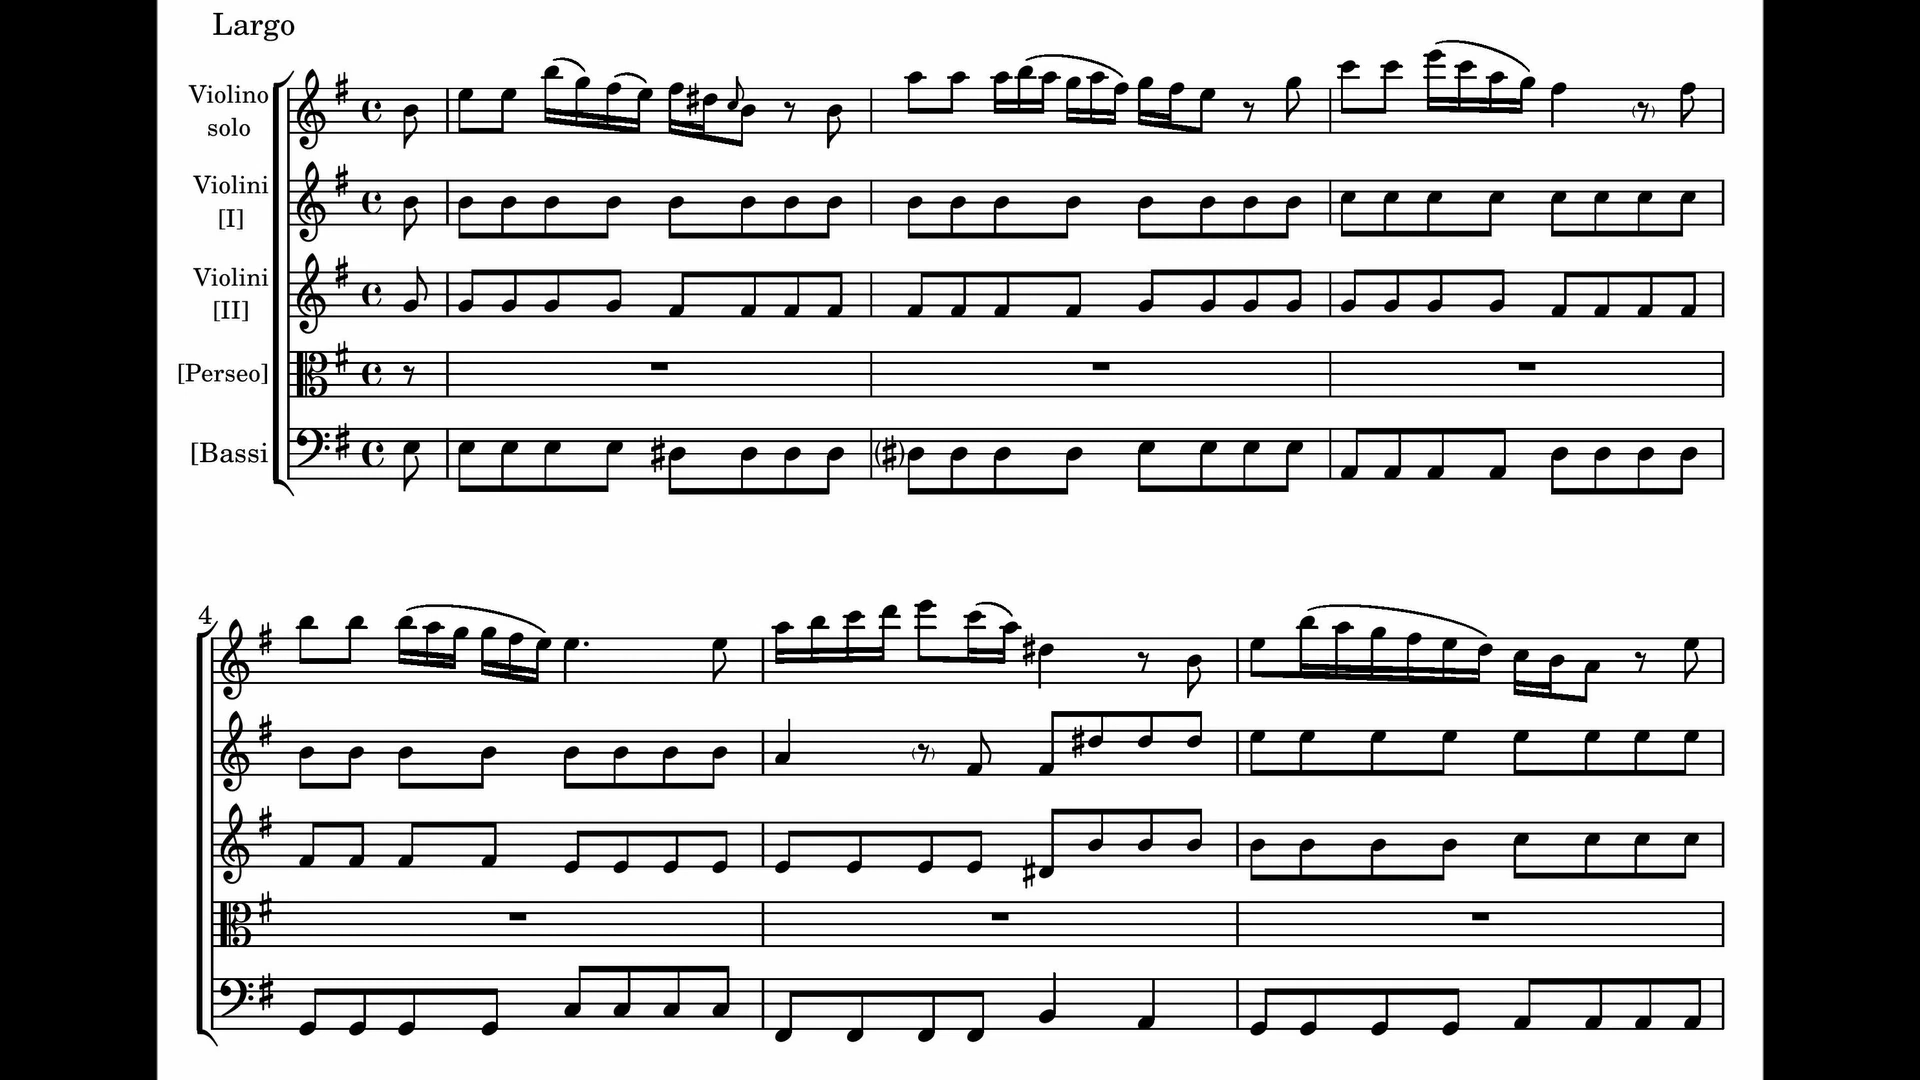 Largo
Violino
solo
Violini
[I]
Violini
[II]
[Perseo]
[Bassi
4